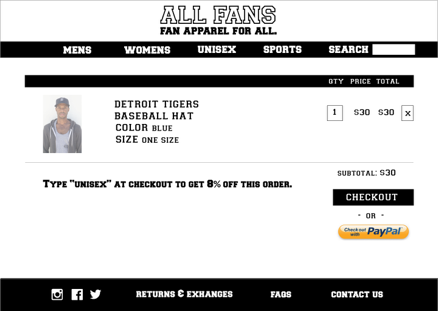 ALL FANS
FAN APPAREL FOR ALL.
MENS WOMENS UNISEX SPORTS SEARCH
QTY PRICE TOTAL
DETROIT TIGERS
BASEBALL HAT
COLOR BLUE
SIZE ONE SIZE
1 $30 $30 X
SUBTOTAL: $30
TYPE "UNISEX" AT CHECKOUT TO GET 8% OFF THIS ORDER.
CHECKOUT
- OR -
Check out with PayPal
RETURNS & EXHANGES FAQS CONTACT US